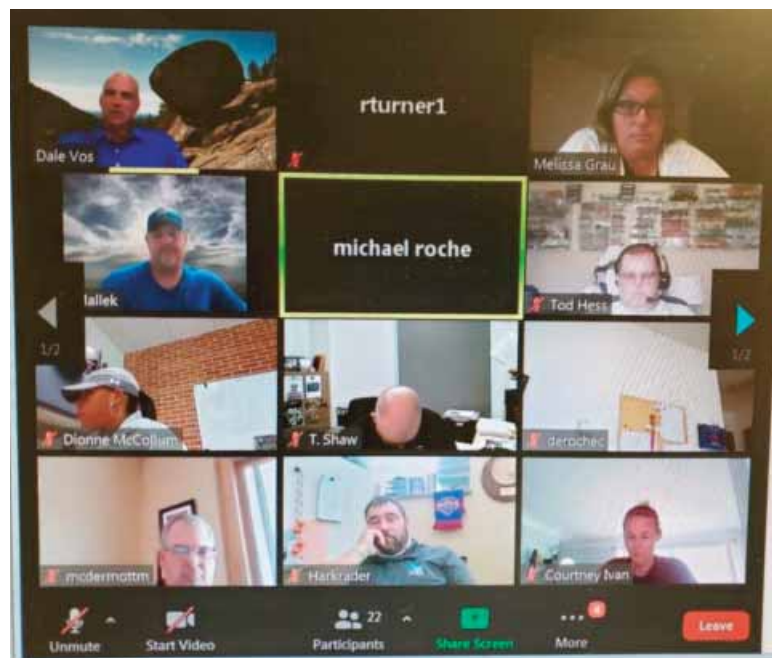 Dale Vos
rturner1
Melissa Grau
lallek
michael roche
Tod Hess
1/2
1/2
Dionne McCollum
T. Shaw
derochec
mcdermottm
Harkrader
Courtney Ivan
Unmute
Start Video
22
Participants
Share Screen
More
Leave